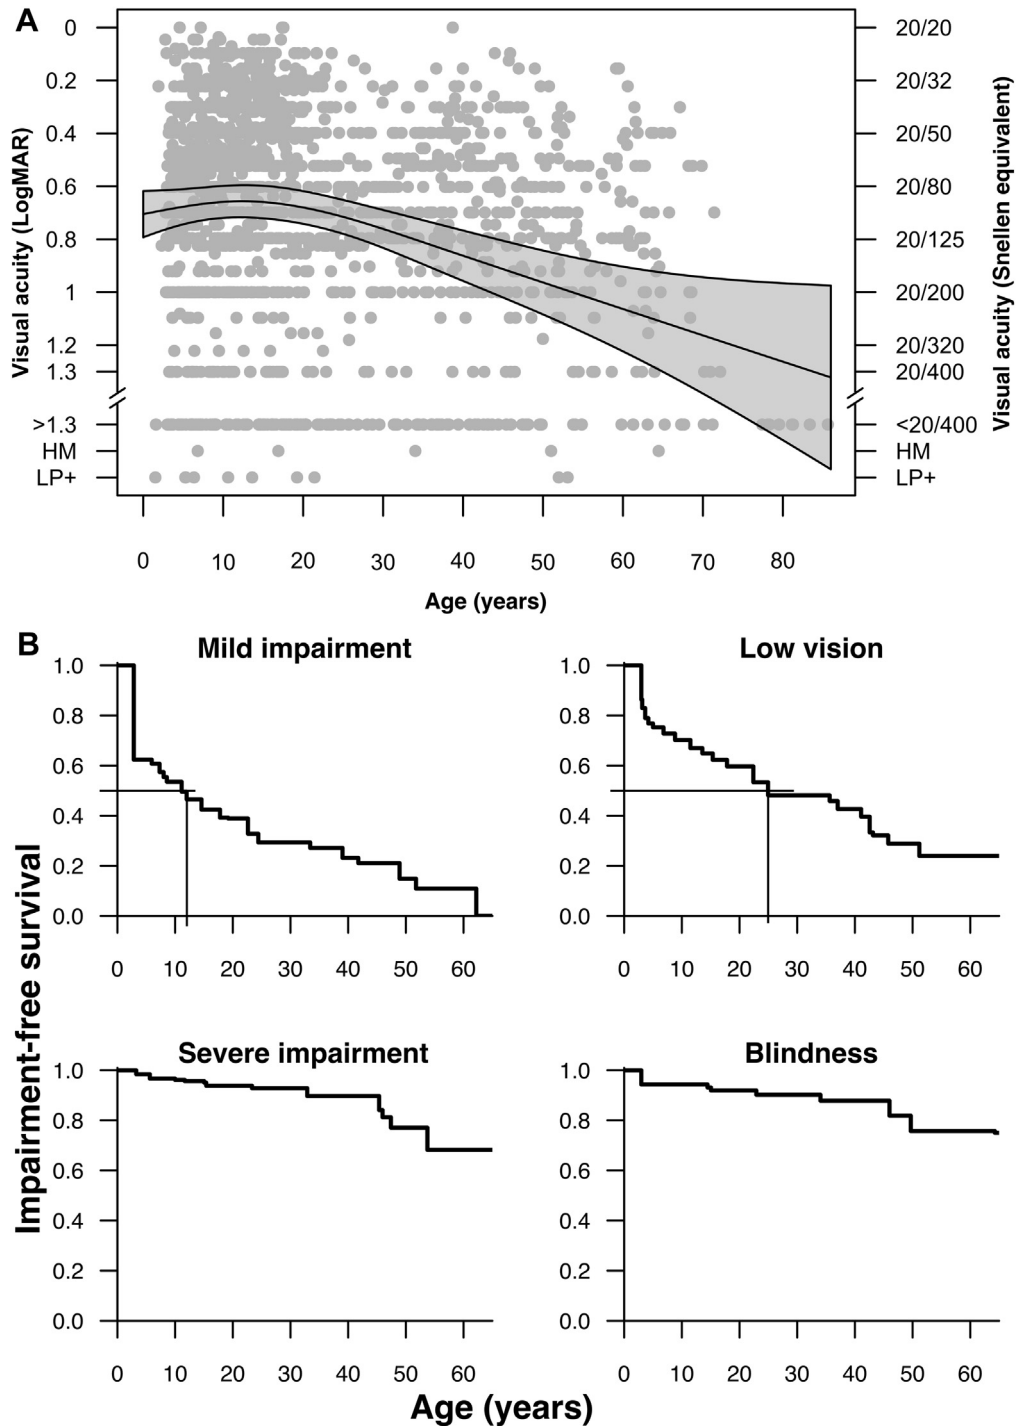 A
0 20/20
0.2 20/32
0.4 20/50
0.6 20/80
0.8 20/125
1 20/200
1.2 20/320
1.3 20/400
>1.3 <20/400
HM HM
LP+ LP+
Visual acuity (LogMAR)
Visual acuity (Snellen equivalent)
0 10 20 30 40 50 60 70 80
Age (years)
B
Mild impairment
1.0
0.8
0.6
0.4
0.2
0.0
0 10 20 30 40 50 60
Low vision
1.0
0.8
0.6
0.4
0.2
0.0
0 10 20 30 40 50 60
Impairment-free survival
Severe impairment
1.0
0.8
0.6
0.4
0.2
0.0
0 10 20 30 40 50 60
Blindness
1.0
0.8
0.6
0.4
0.2
0.0
0 10 20 30 40 50 60
Age (years)